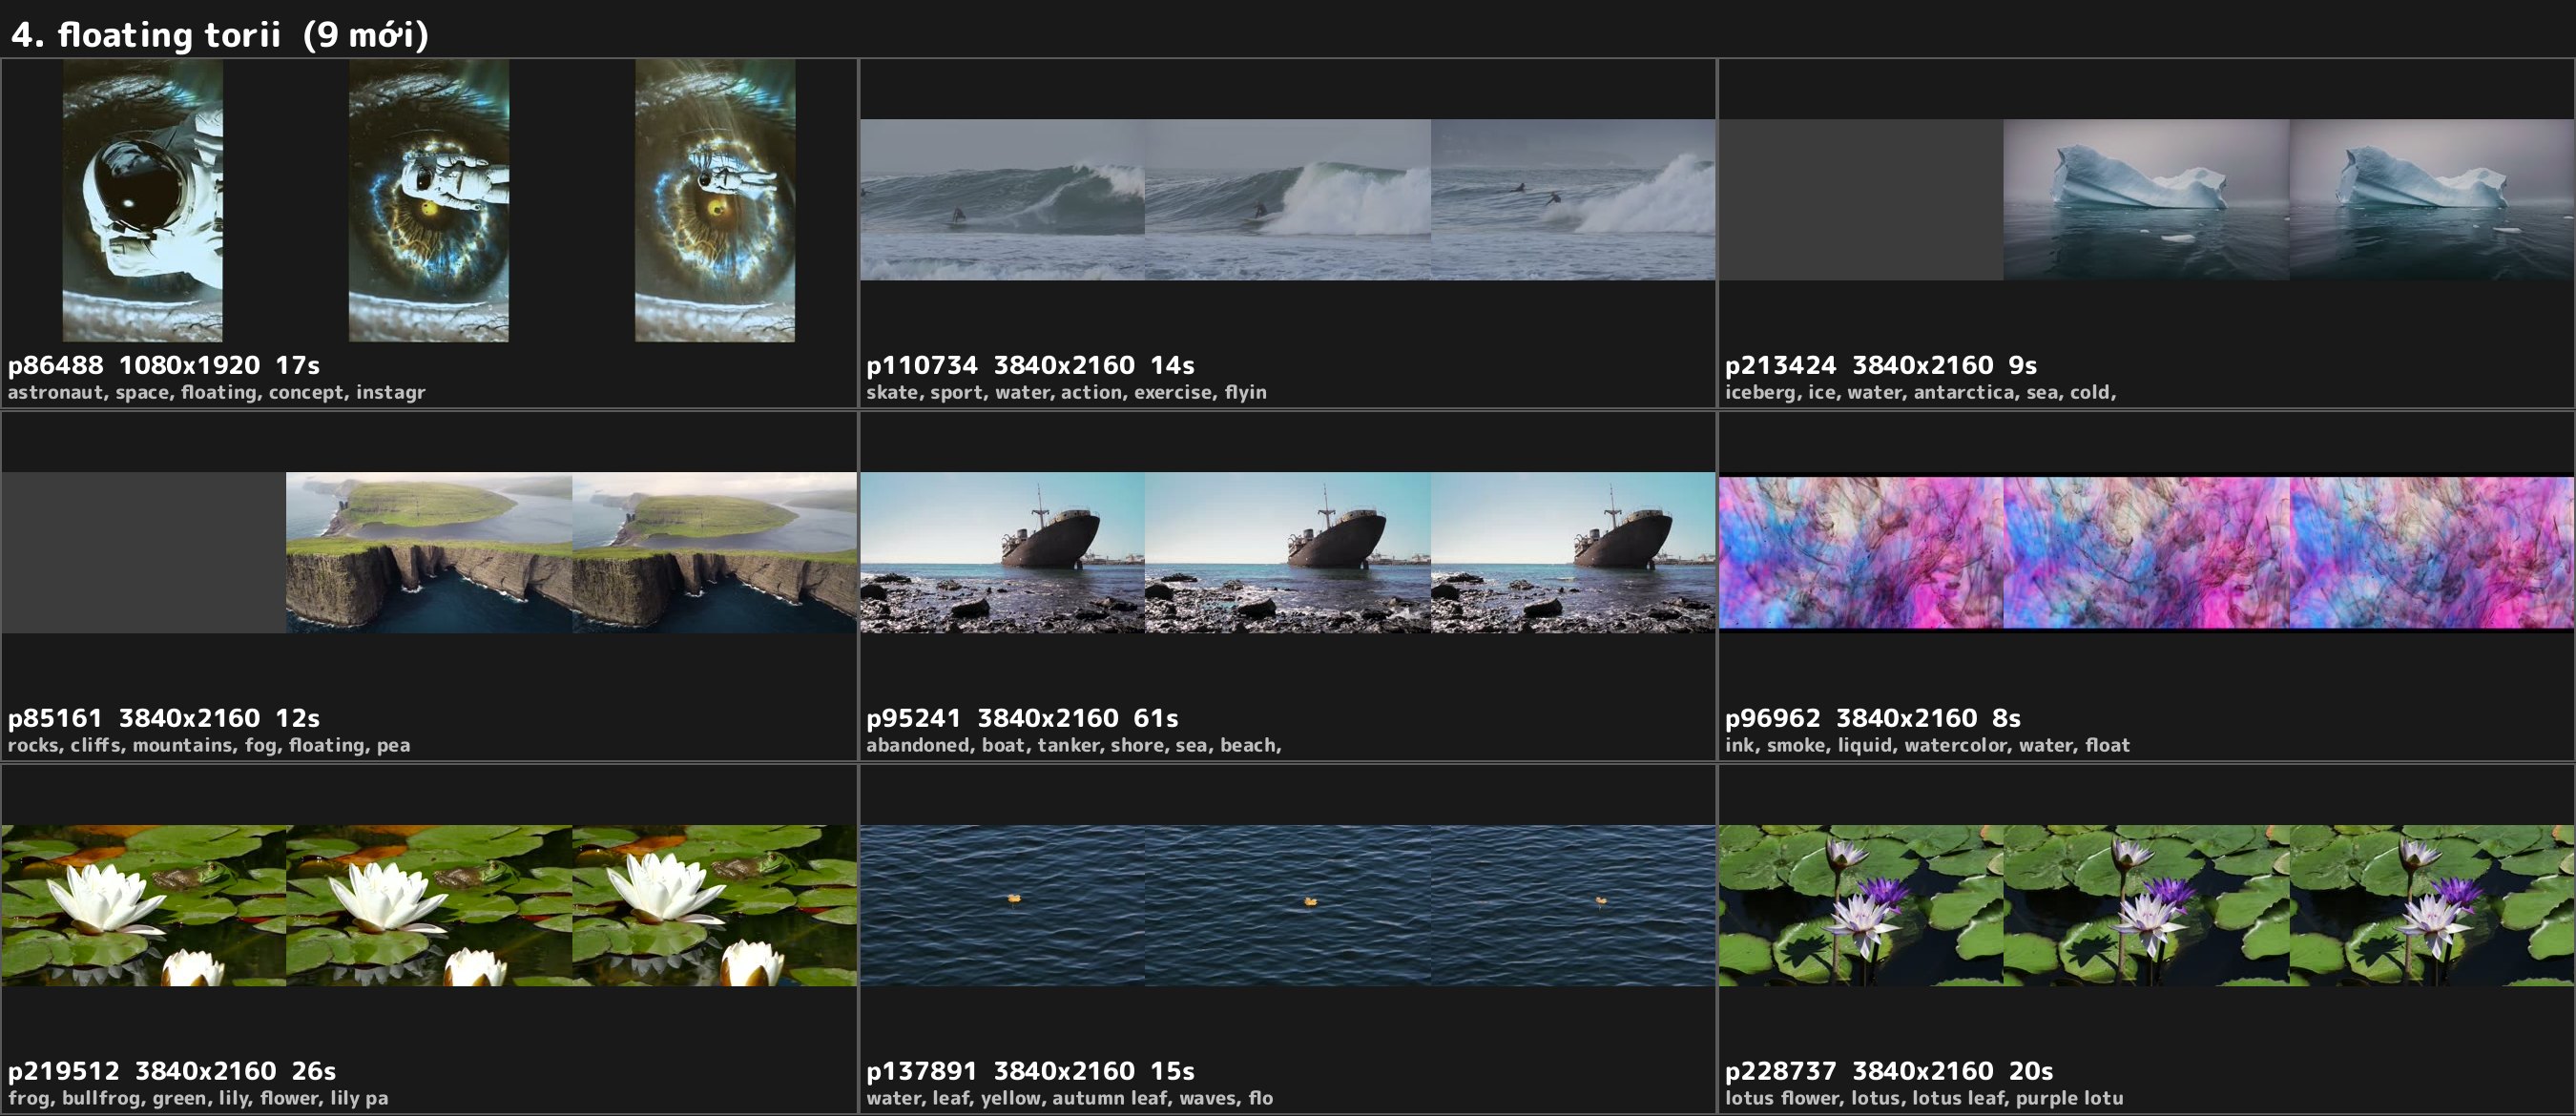 4. floating torii (9 mới)
p86488 1080x1920 17s
astronaut, space, floating, concept, instagr
p110734 3840x2160 14s
skate, sport, water, action, exercise, flyin
p213424 3840x2160 9s
iceberg, ice, water, antarctica, sea, cold,
p85161 3840x2160 12s
rocks, cliffs, mountains, fog, floating, pea
p95241 3840x2160 61s
abandoned, boat, tanker, shore, sea, beach,
p96962 3840x2160 8s
ink, smoke, liquid, watercolor, water, float
p219512 3840x2160 26s
frog, bullfrog, green, lily, flower, lily pa
p137891 3840x2160 15s
water, leaf, yellow, autumn leaf, waves, flo
p228737 3840x2160 20s
lotus flower, lotus, lotus leaf, purple lotu